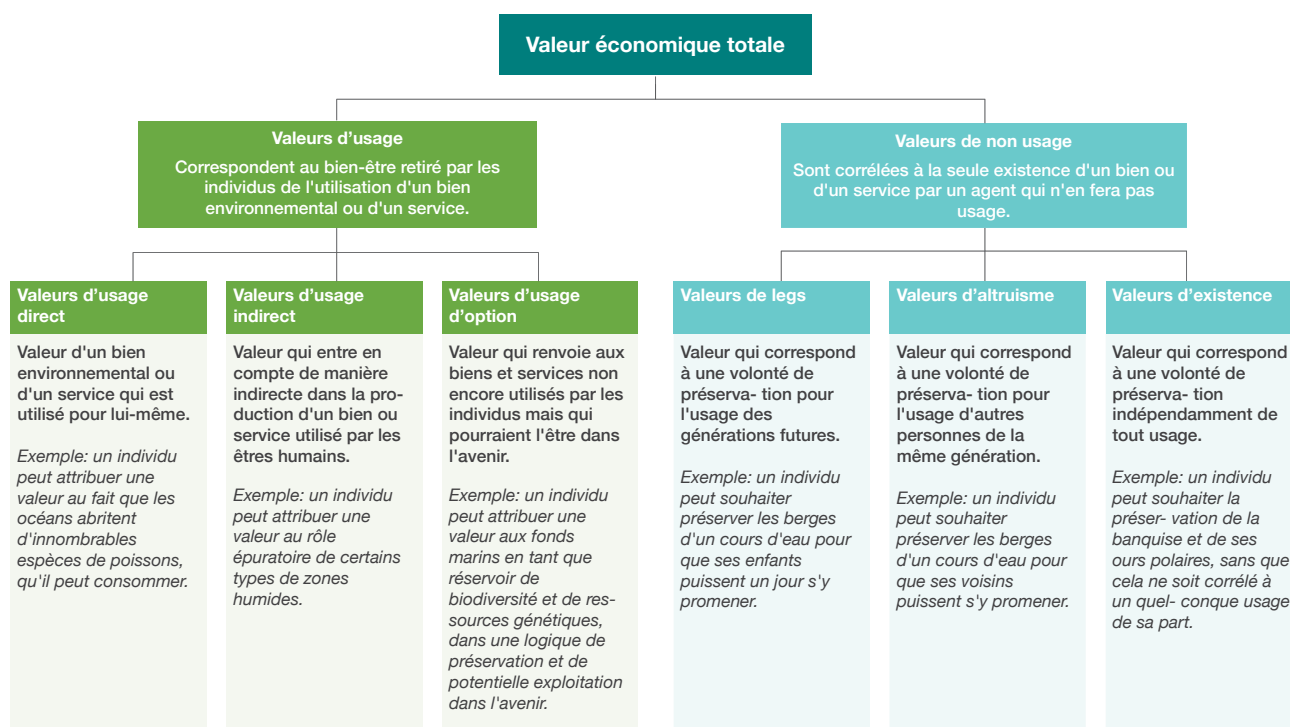 Valeur économique totale
Valeurs d'usage
Correspondent au bien-être retiré par les
individus de l'utilisation d'un bien
environnemental ou d'un service.
Valeurs de non usage
Sont corrélées à la seule existence d'un bien ou
d'un service par un agent qui n'en fera pas
usage.
Valeurs d'usage
direct
Valeur d'un bien
environnemental ou
d'un service qui est
utilisé pour lui-même.
Exemple: un individu
peut attribuer une
valeur au fait que les
océans abritent
d'innombrables
espèces de poissons,
qu'il peut consommer.
Valeurs d'usage
indirect
Valeur qui entre en
compte de manière
indirecte dans la pro-
duction d'un bien ou
service utilisé par les
êtres humains.
Exemple: un individu
peut attribuer une
valeur au rôle
épuratoire de certains
types de zones
humides.
Valeurs d'usage
d'option
Valeur qui renvoie aux
biens et services non
encore utilisés par les
individus mais qui
pourraient l'être dans
l'avenir.
Exemple: un individu
peut attribuer une
valeur aux fonds
marins en tant que
réservoir de
biodiversité et de res-
sources génétiques,
dans une logique de
préservation et de
potentielle exploitation
dans l'avenir.
Valeurs de legs
Valeur qui correspond
à une volonté de
préserva- tion pour
l'usage des
générations futures.
Exemple: un individu
peut souhaiter
préserver les berges
d'un cours d'eau pour
que ses enfants
puissent un jour s'y
promener.
Valeurs d'altruisme
Valeur qui correspond
à une volonté de
préserva- tion pour
l'usage d'autres
personnes de la
même génération.
Exemple: un individu
peut souhaiter
préserver les berges
d'un cours d'eau pour
que ses voisins
puissent s'y promener.
Valeurs d'existence
Valeur qui correspond
à une volonté de
préserva- tion
indépendamment de
tout usage.
Exemple: un individu
peut souhaiter la
préser- vation de la
banquise et de ses
ours polaires, sans que
cela ne soit corrélé à
un quel- conque usage
de sa part.